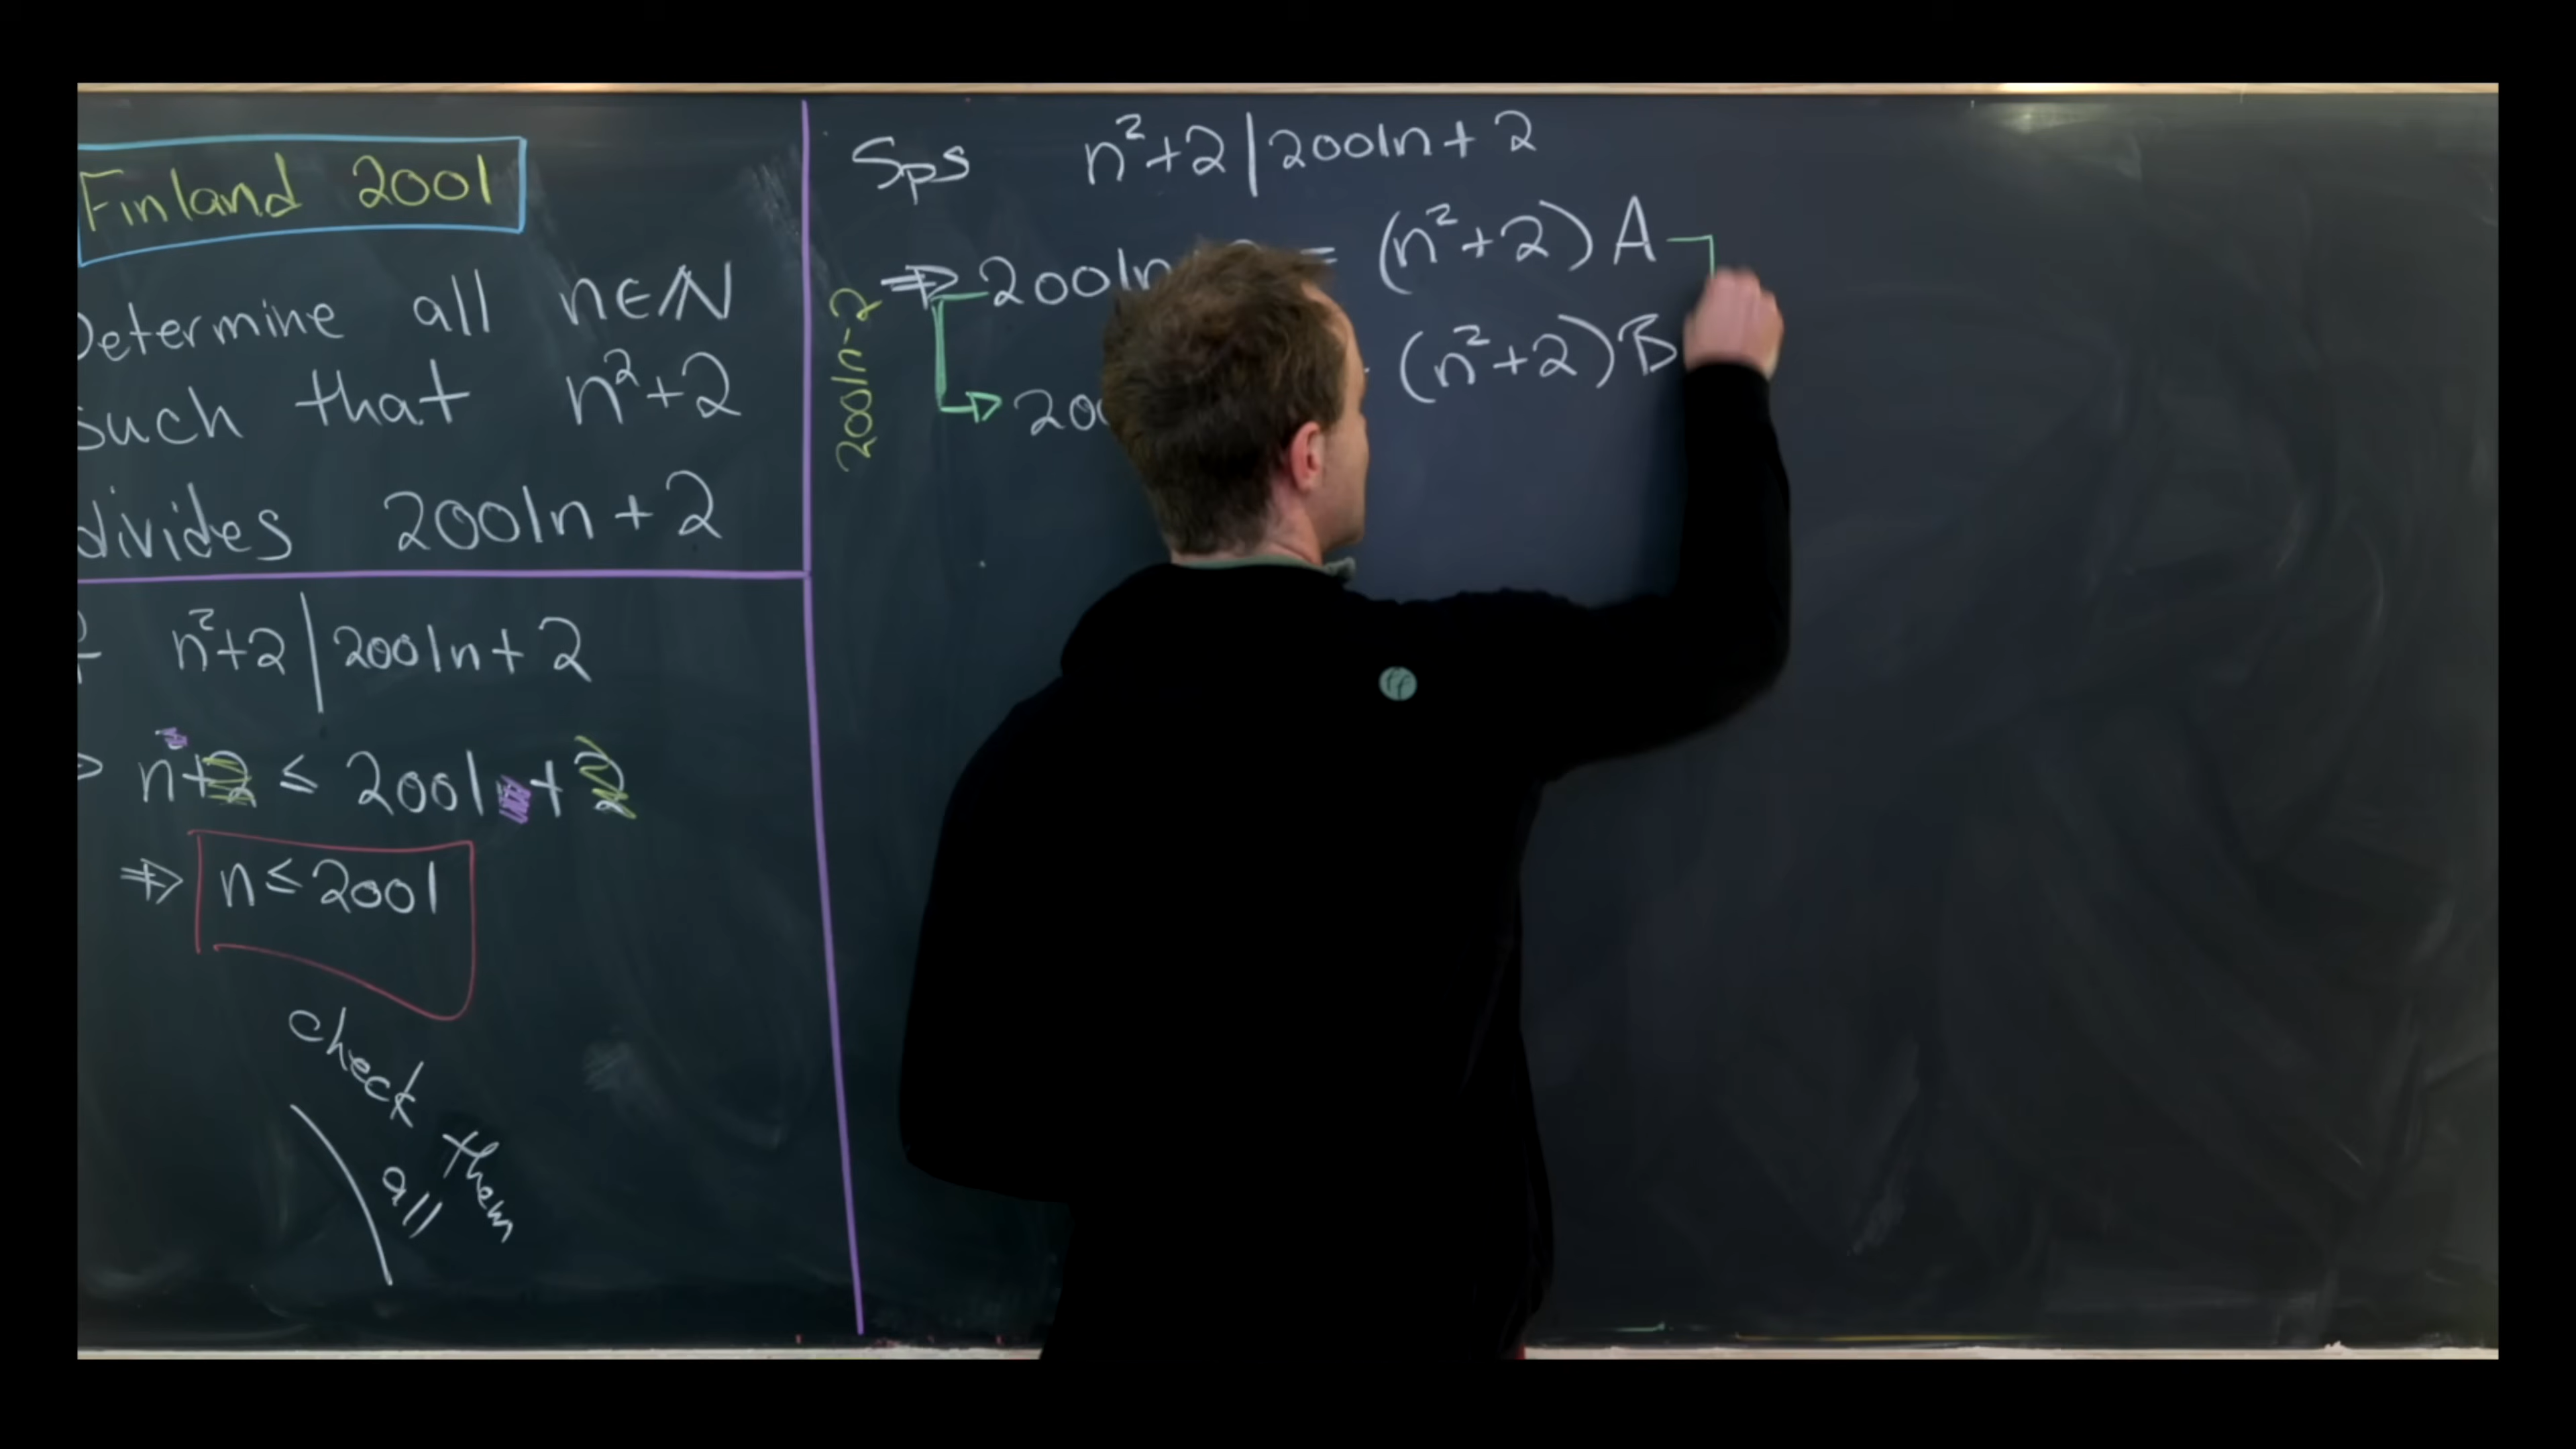 Finland 2001
Determine all n∈ℕ
such that n²+2
divides 2001n+2
n²+2 | 2001n+2
n+2 ≤ 2001n+2
⇒ n ≤ 2001
check them
all
Sps n²+2 | 2001n+2
⇒ 2001n = (n²+2) A
2001n-2
200 (n²+2) B